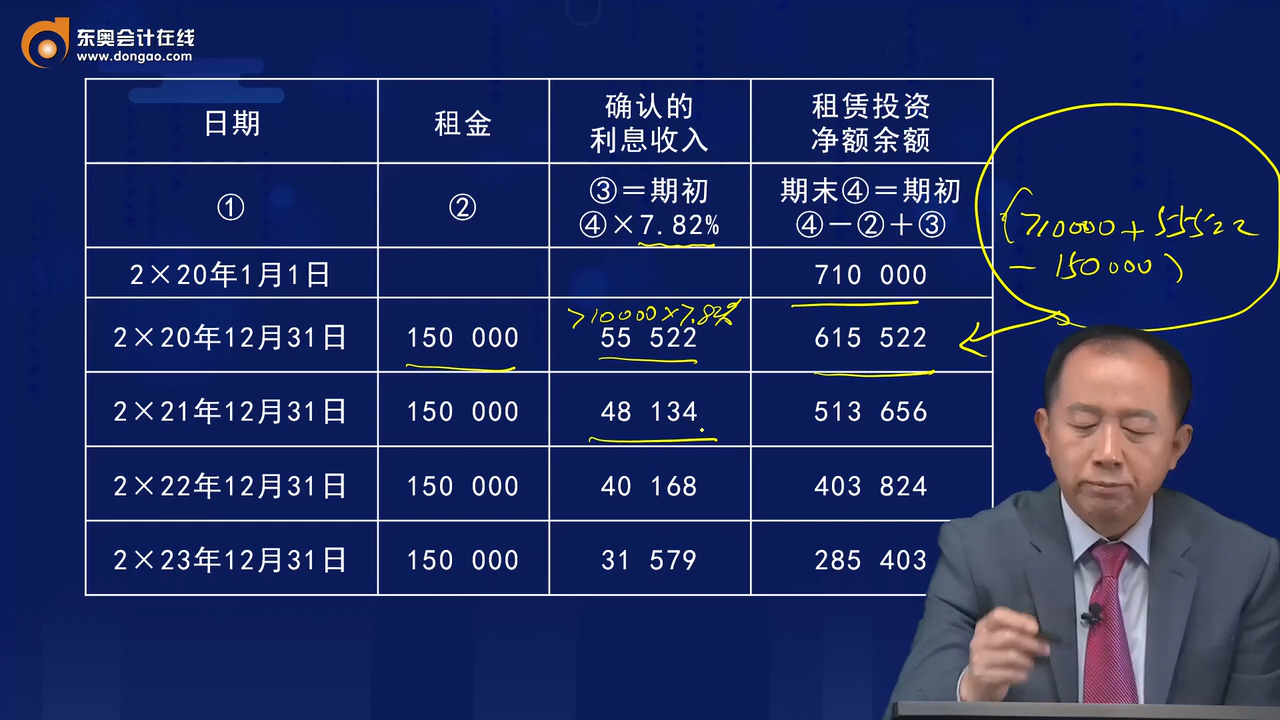 东奥会计在线
www.dongao.com
日期 租金 确认的利息收入 租赁投资净额余额
① ② ③＝期初④×7.82% 期末④＝期初④－②＋③
2×20年1月1日 710 000
710000×7.82%
2×20年12月31日 150 000 55 522 615 522
2×21年12月31日 150 000 48 134 513 656
2×22年12月31日 150 000 40 168 403 824
2×23年12月31日 150 000 31 579 285 403
(710000+55522
-150000)